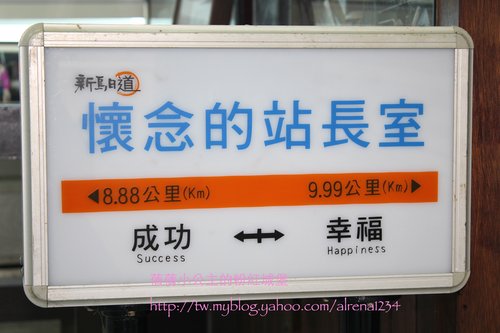 新烏日道
懷念的站長室
◀8.88公里(Km) 9.99公里(Km)▶
成功 ↔ 幸福
Success Happiness
http://tw.myblog.yahoo.com/alrena1234